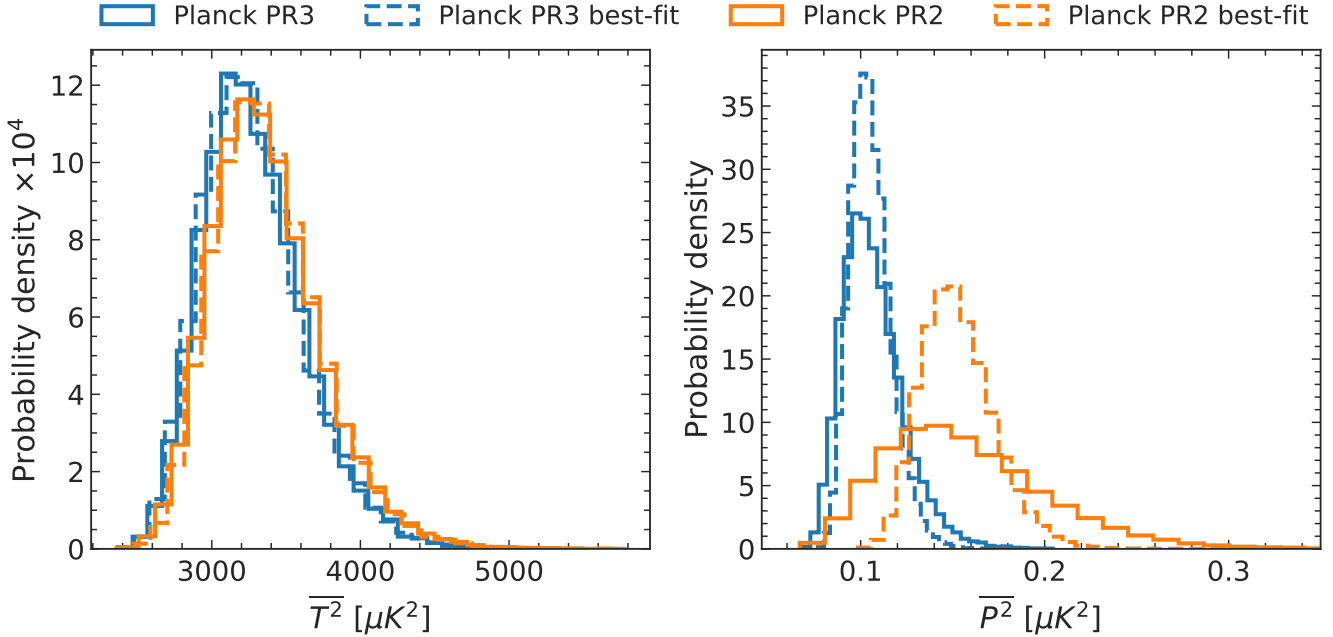 Planck PR3 Planck PR3 best-fit Planck PR2 Planck PR2 best-fit
Probability density ×10⁴
12
10
8
6
4
2
0
3000 4000 5000
$\overline{T^2}$ [μK²]
Probability density
35
30
25
20
15
10
5
0
0.1 0.2 0.3
$\overline{P^2}$ [μK²]